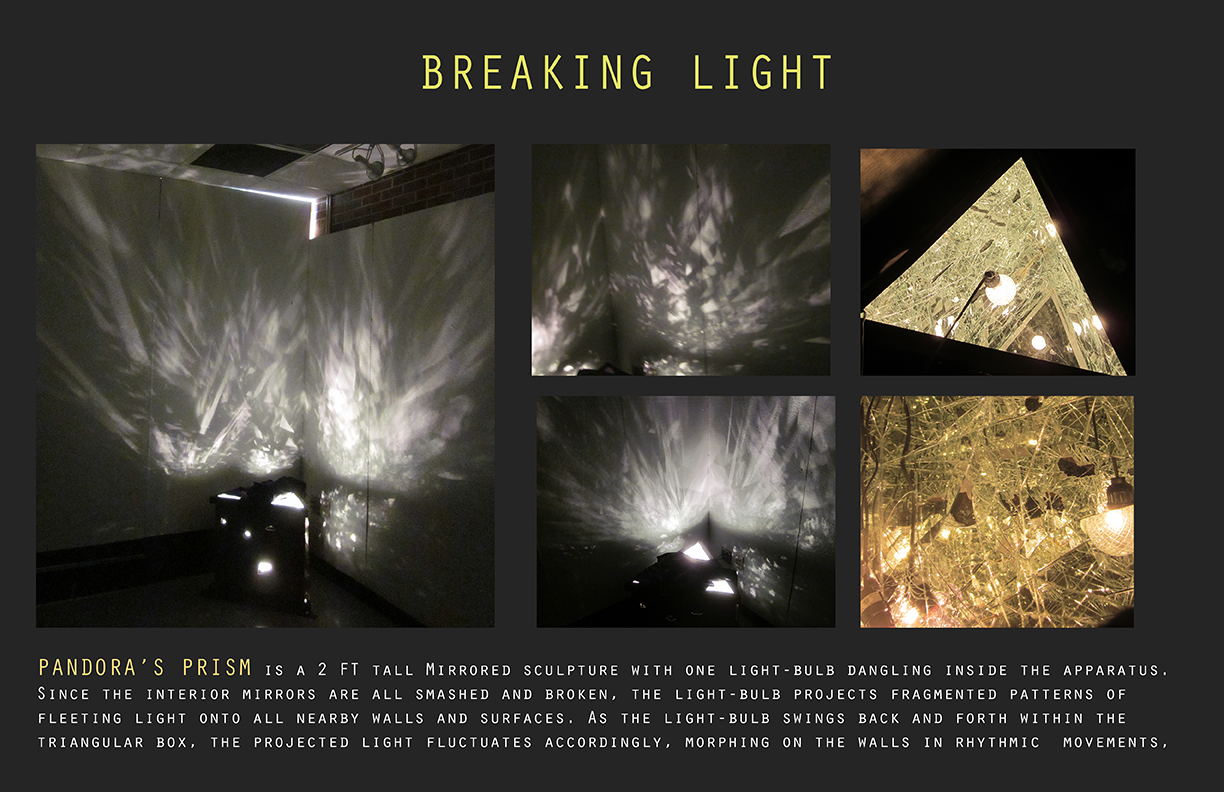 BREAKING LIGHT
PANDORA'S PRISM IS A 2 FT TALL MIRRORED SCULPTURE WITH ONE LIGHT-BULB DANGLING INSIDE THE APPARATUS.
SINCE THE INTERIOR MIRRORS ARE ALL SMASHED AND BROKEN, THE LIGHT-BULB PROJECTS FRAGMENTED PATTERNS OF
FLEETING LIGHT ONTO ALL NEARBY WALLS AND SURFACES. AS THE LIGHT-BULB SWINGS BACK AND FORTH WITHIN THE
TRIANGULAR BOX, THE PROJECTED LIGHT FLUCTUATES ACCORDINGLY, MORPHING ON THE WALLS IN RHYTHMIC MOVEMENTS,